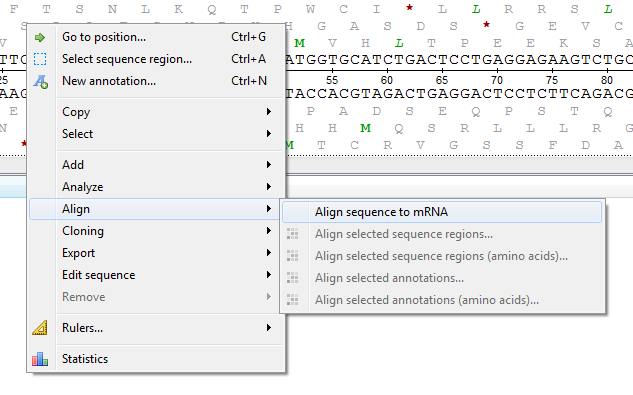 F T S N L K Q T P W C I * L L R R S L
H G A S D S * G E V C
V M V H L T P E E K S A
TTG ATGGTGCATCTGACTCCTGAGGAGAAGTCTGC
25 55 60 65 70 75 80
AAG TACCACGTAGACTGAGGACTCCTCTTCAGACG
E P A D S E Q P S T Q
N H H M Q S R L L L R G
* M T C R V G S S F D A
Go to position... Ctrl+G
Select sequence region... Ctrl+A
New annotation... Ctrl+N
Copy
Select
Add
Analyze
Align
Cloning
Export
Edit sequence
Remove
Rulers...
Statistics
Align sequence to mRNA
Align selected sequence regions...
Align selected sequence regions (amino acids)...
Align selected annotations...
Align selected annotations (amino acids)...